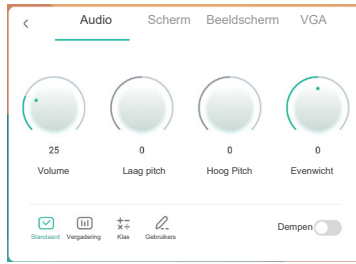 Audio Scherm Beeldscherm VGA
25 0 0 0
Volume Laag pitch Hoog Pitch Evenwicht
Standaard Vergadering Klas Gebruikers
Dempen